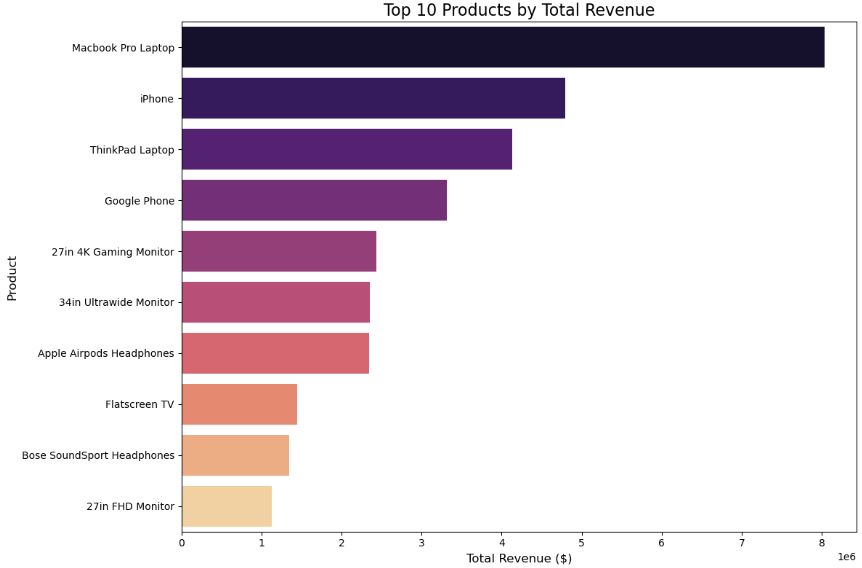 Top 10 Products by Total Revenue
Product
Macbook Pro Laptop
iPhone
ThinkPad Laptop
Google Phone
27in 4K Gaming Monitor
34in Ultrawide Monitor
Apple Airpods Headphones
Flatscreen TV
Bose SoundSport Headphones
27in FHD Monitor
0 1 2 3 4 5 6 7 8
1e6
Total Revenue ($)